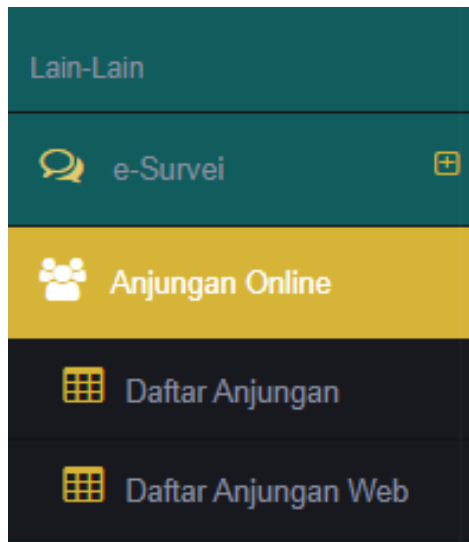 Lain-Lain
e-Survei
Anjungan Online
Daftar Anjungan
Daftar Anjungan Web